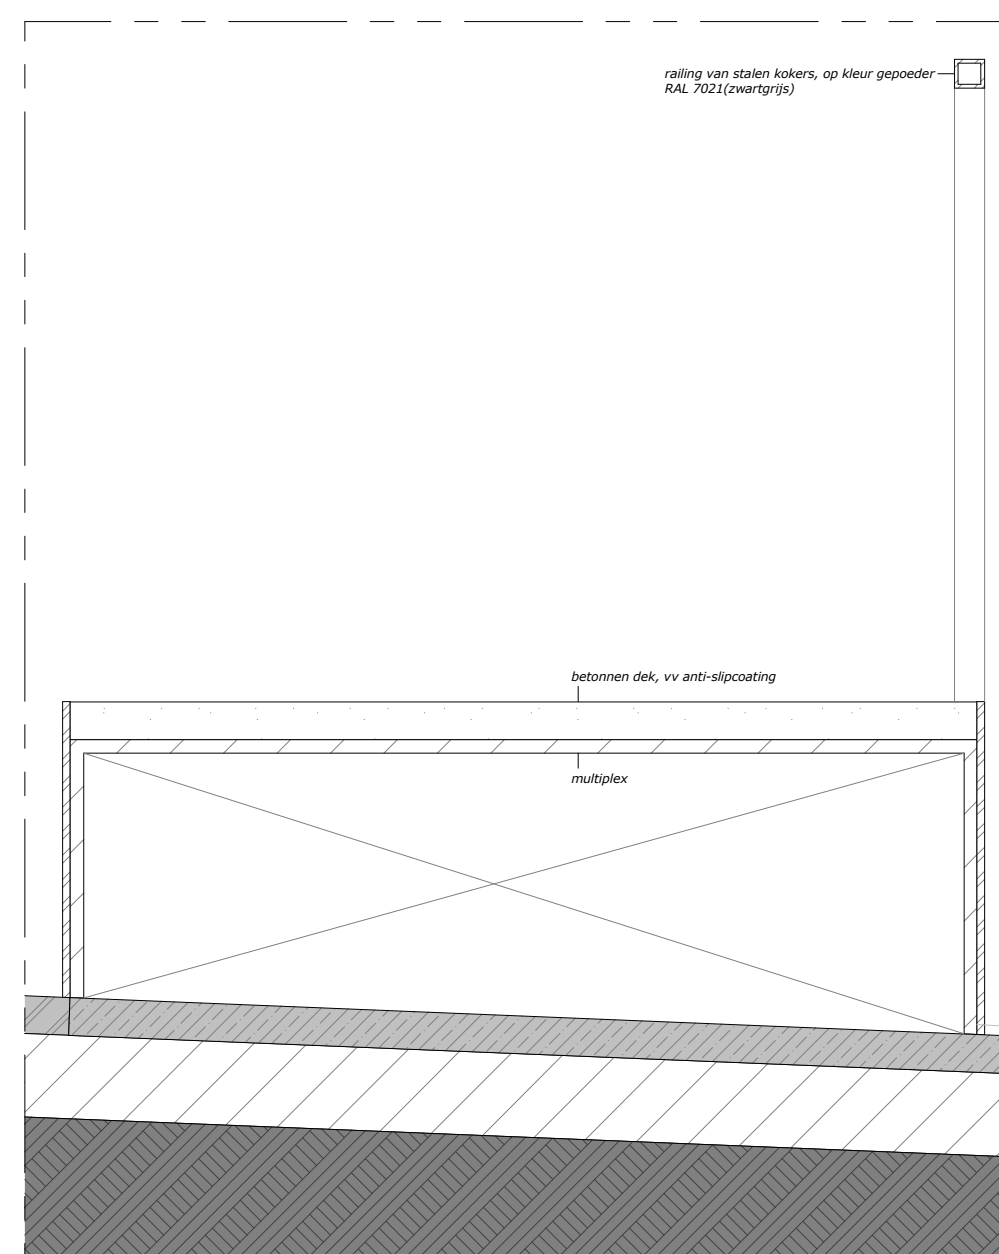 railing van stalen kokers, op kleur gepoeder
RAL 7021(zwartgrijs)
betonnen dek, vv anti-slipcoating
multiplex